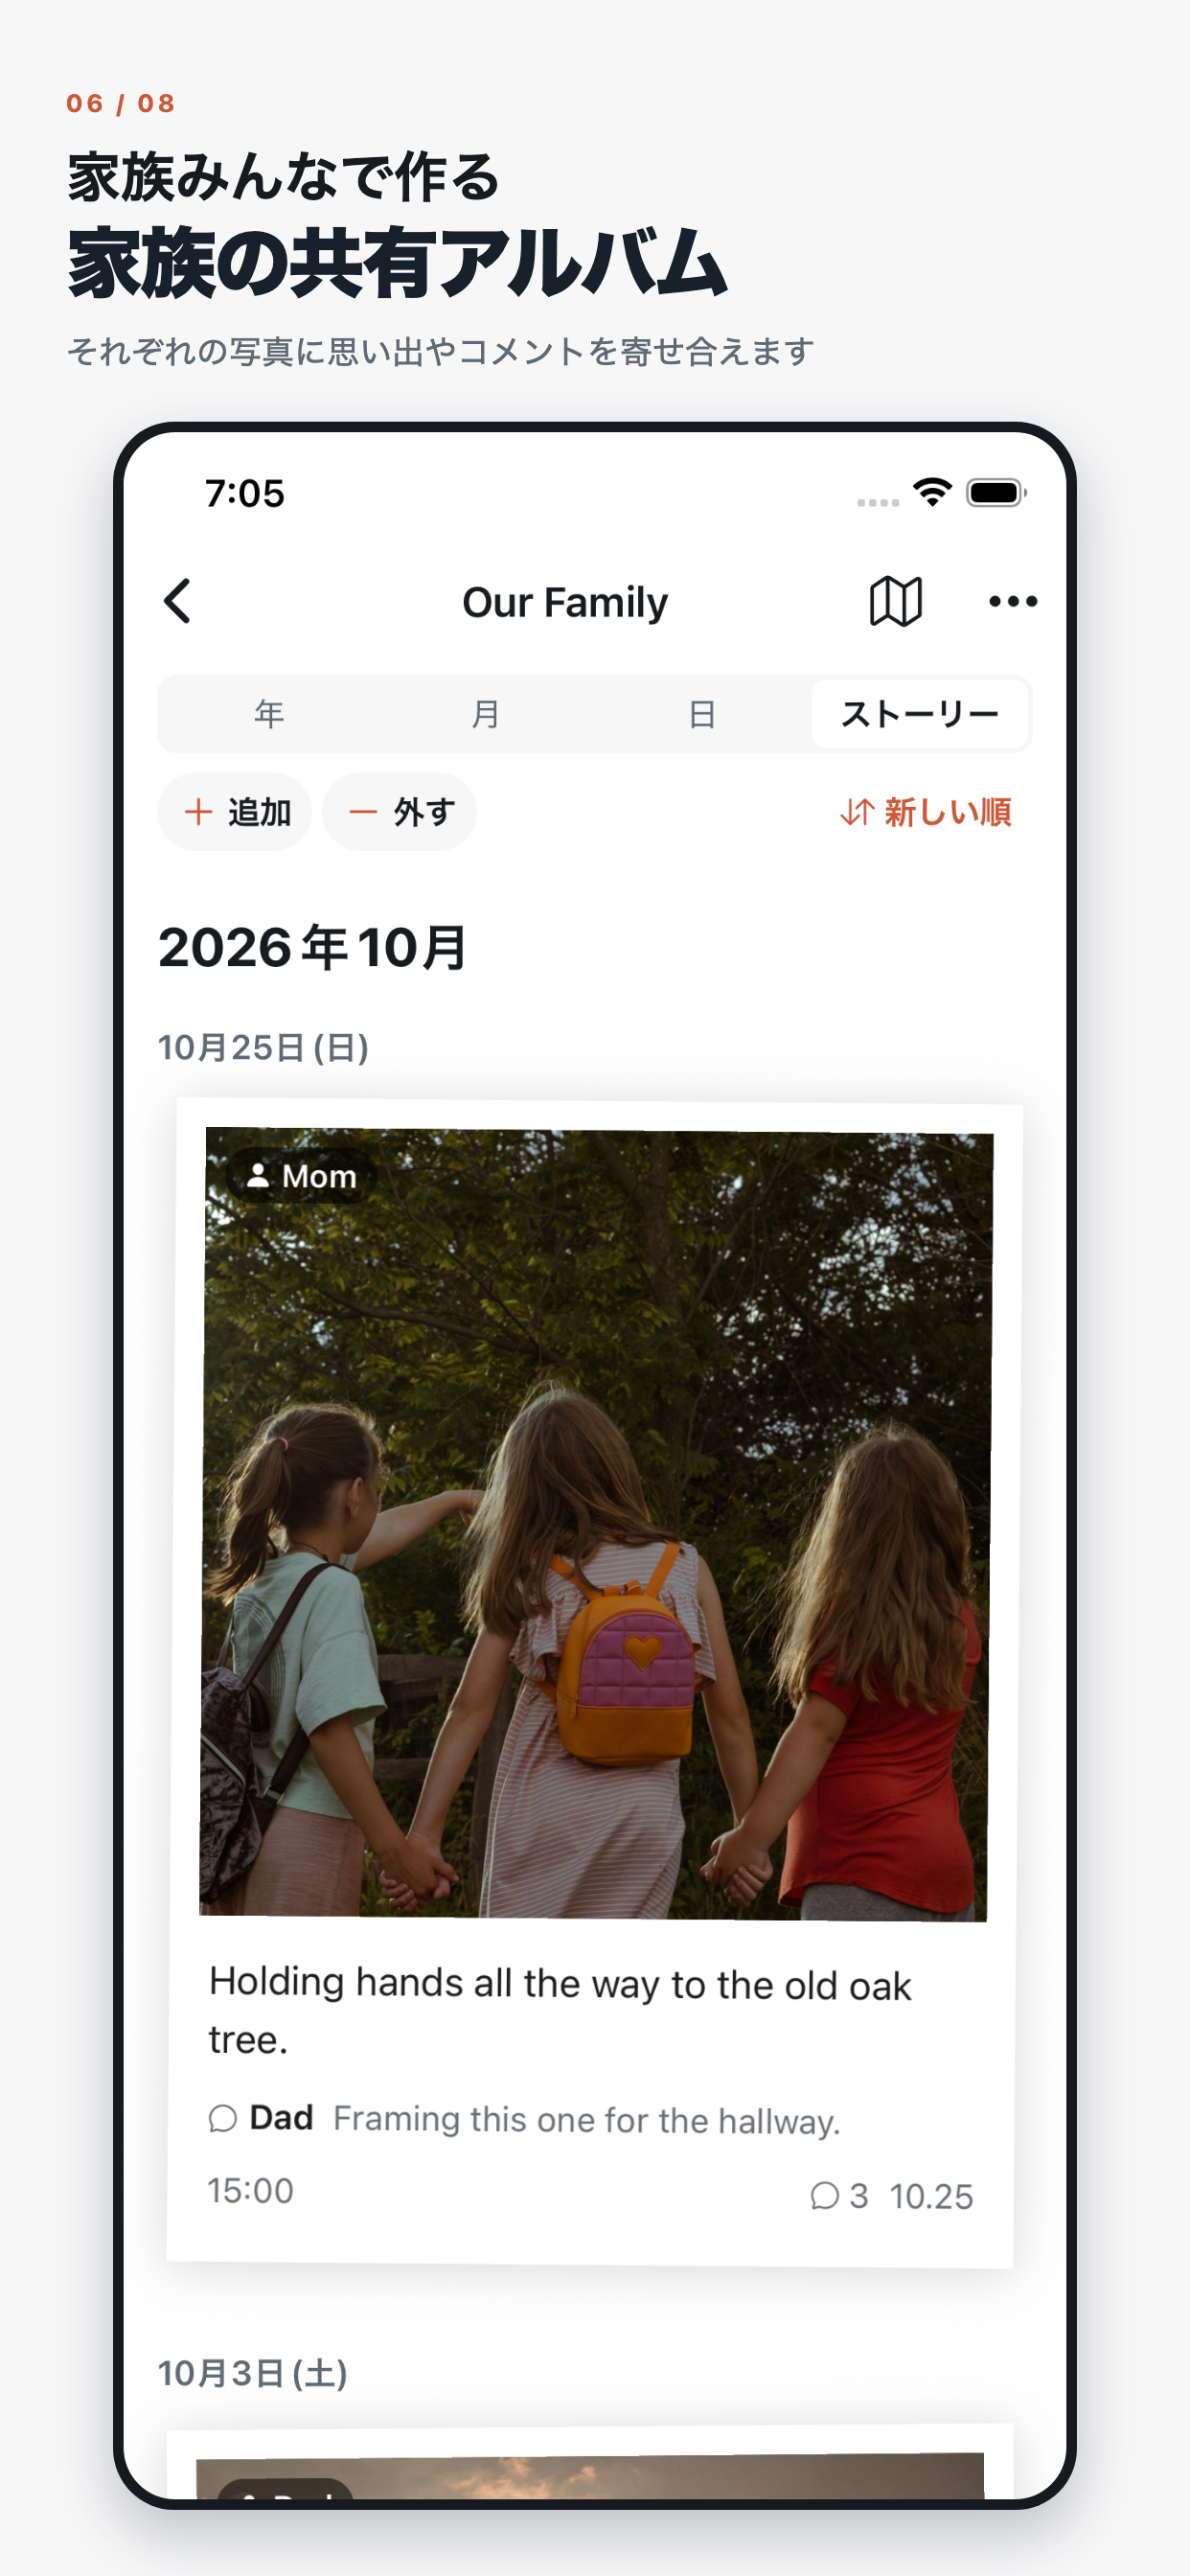 06 / 08
家族みんなで作る
家族の共有アルバム
それぞれの写真に思い出やコメントを寄せ合えます
7:05
Our Family
年 月 日 ストーリー
追加 外す 新しい順
2026年10月
10月25日(日)
Mom
Holding hands all the way to the old oak
tree.
Dad Framing this one for the hallway.
15:00 3 10.25
10月3日(土)